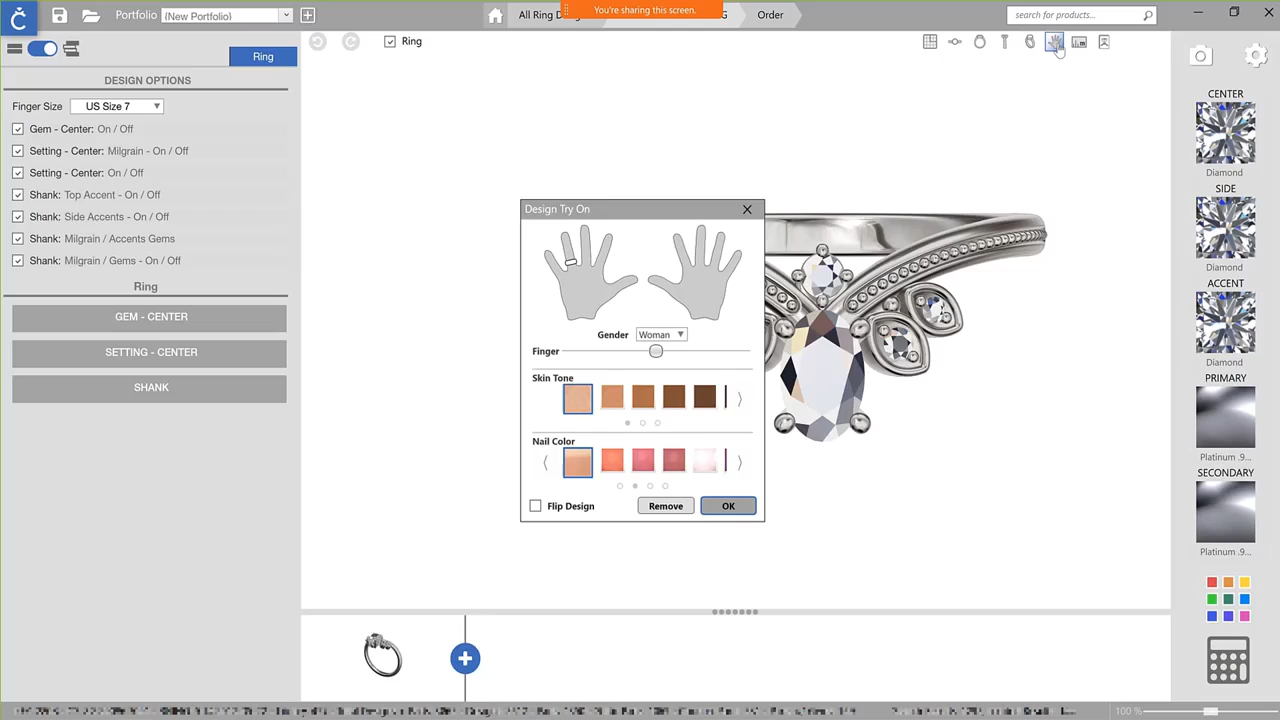 Č
Portfolio
(New Portfolio)
All Ring D
You're sharing this screen.
G
Order
search for products...
Ring
Ring
DESIGN OPTIONS
Finger Size
US Size 7
Gem - Center: On / Off
Setting - Center: Milgrain - On / Off
Setting - Center: On / Off
Shank: Top Accent - On / Off
Shank: Side Accents - On / Off
Shank: Milgrain / Accents Gems
Shank: Milgrain / Gems - On / Off
Ring
GEM - CENTER
SETTING - CENTER
SHANK
Design Try On
Gender
Woman
Finger
Skin Tone
Nail Color
Flip Design
Remove
OK
CENTER
Diamond
SIDE
Diamond
ACCENT
Diamond
PRIMARY
Platinum .9...
SECONDARY
Platinum .9...
100 %